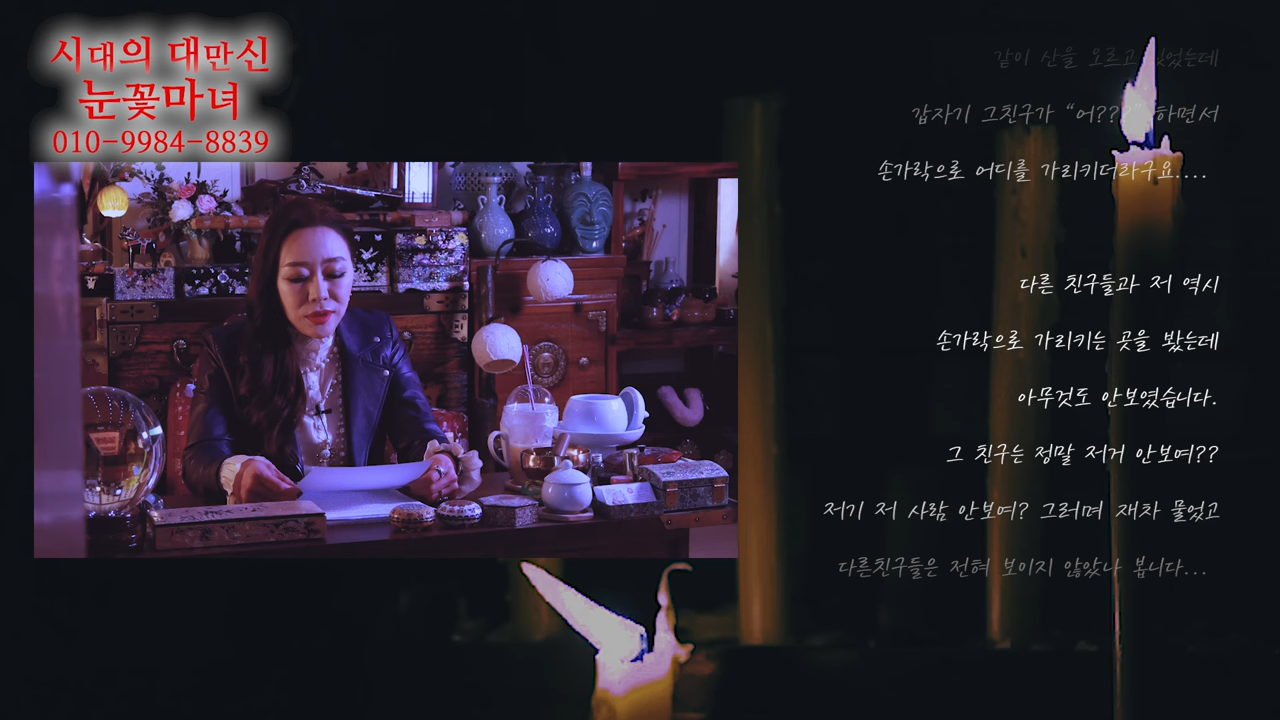 시대의 대만신
눈꽃마녀
010-9984-8839
같이 산을 오르고 있었는데
갑자기 그친구가 "어???" 하면서
손가락으로 어디를 가리키더라구요....
다른 친구들과 저 역시
손가락으로 가리키는 곳을 봤는데
아무것도 안보였습니다.
그 친구는 정말 저거 안보여??
저기 저 사람 안보여? 그러며 재차 물었고
다른친구들은 전혀 보이지 않았나 봅니다...